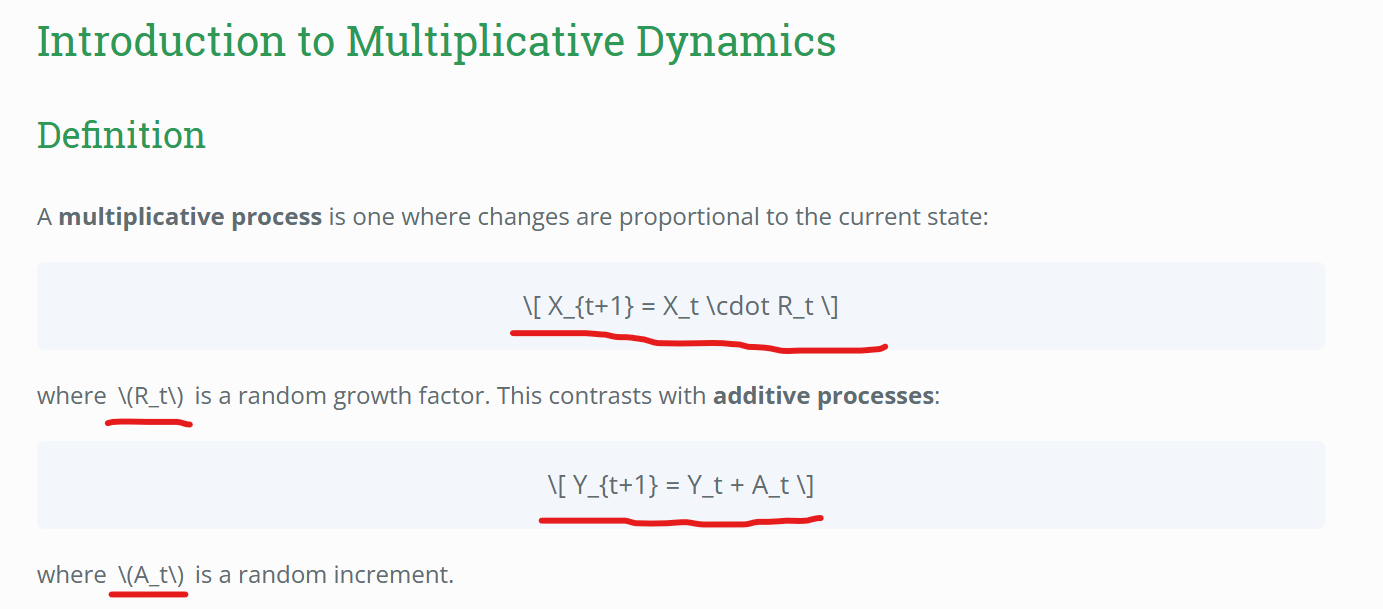 Introduction to Multiplicative Dynamics
Definition
A multiplicative process is one where changes are proportional to the current state:
\[ X_{t+1} = X_t \cdot R_t \]
where \(R_t\) is a random growth factor. This contrasts with additive processes:
\[ Y_{t+1} = Y_t + A_t \]
where \(A_t\) is a random increment.